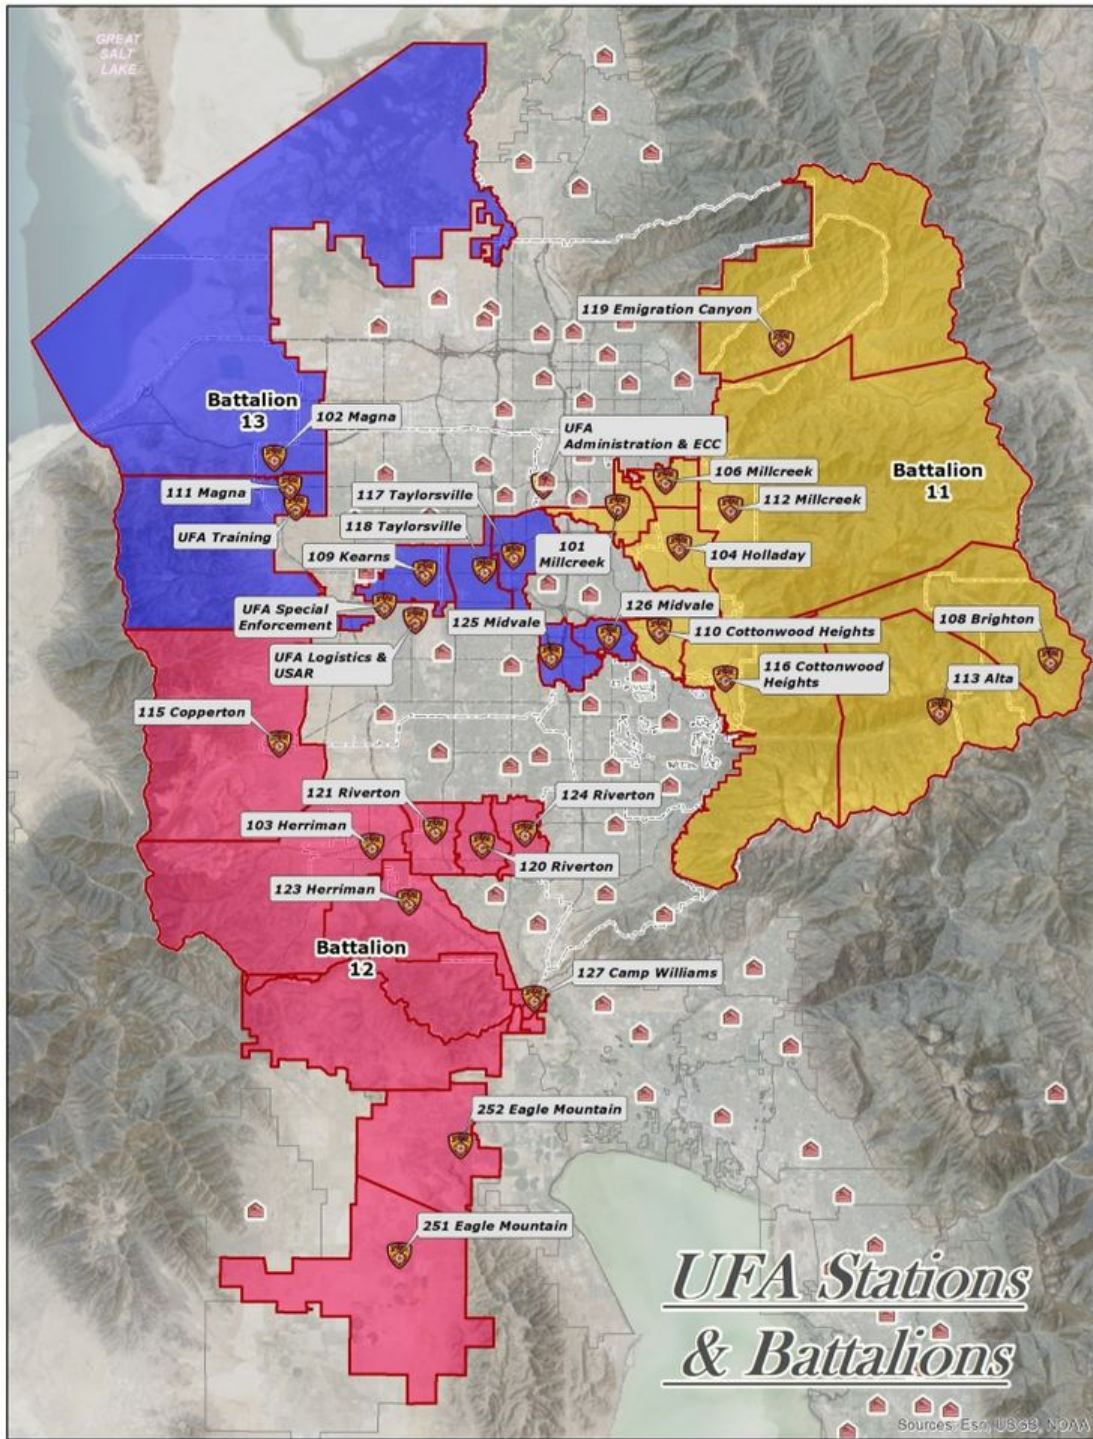 GREAT
SALT
LAKE
119 Emigration Canyon
Battalion
13
102 Magna
UFA
Administration & ECC
106 Millcreek
Battalion
11
111 Magna
117 Taylorsville
112 Millcreek
UFA Training
118 Taylorsville
109 Kearns
101
Millcreek
104 Holladay
UFA Special
Enforcement
125 Midvale
126 Midvale
110 Cottonwood Heights
108 Brighton
UFA Logistics &
USAR
116 Cottonwood
Heights
113 Alta
115 Copperton
121 Riverton
124 Riverton
103 Herriman
120 Riverton
123 Herriman
Battalion
12
127 Camp Williams
252 Eagle Mountain
251 Eagle Mountain
UFA Stations
& Battalions
Sources: Esri, USGS, NOAA